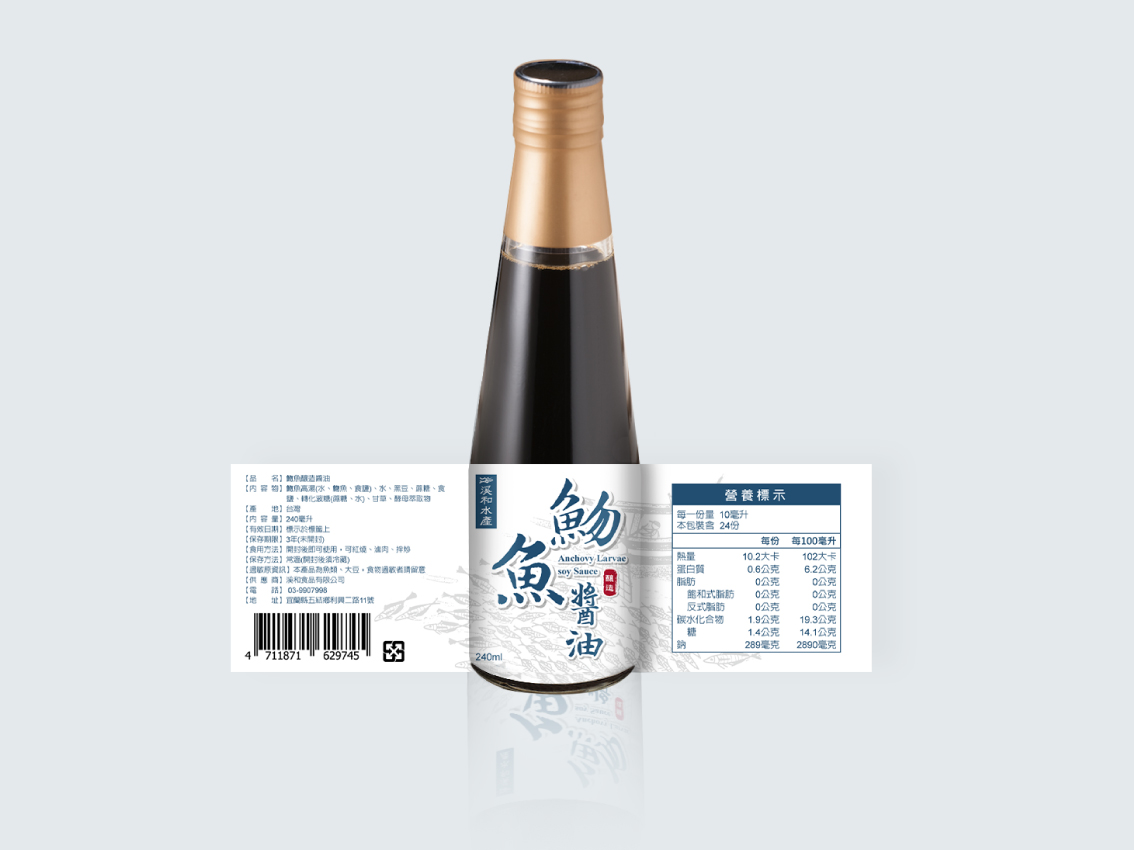 【品　　名】魩魚釀造醬油
【內 容 物】魩魚高湯(水、魩魚、食鹽)、水、黑豆、蔗糖、食
鹽、轉化液糖(蔗糖、水)、甘草、酵母萃取物
【產　　地】台灣
【內 容 量】240毫升
【有效日期】標示於標籤上
【保存期限】3年(未開封)
【食用方法】開封後即可使用，可紅燒、滷肉、拌炒
【保存方法】常溫(開封後須冷藏)
【過敏原資訊】本產品為魚類，大豆，食物過敏者請留意
【供 應 商】溪和食品有限公司
【電　　話】03-9907998
【地　　址】宜蘭縣五結鄉利興二路11號
4 711871 629745
溪和水產
魩魚
Anchovy Larvae
soy Sauce
釀造
醬油
240ml
營養標示
每一份量 10毫升
本包裝含 24份
每份 每100毫升
熱量 10.2大卡 102大卡
蛋白質 0.6公克 6.2公克
脂肪 0公克 0公克
飽和式脂肪 0公克 0公克
反式脂肪 0公克 0公克
碳水化合物 1.9公克 19.3公克
糖 1.4公克 14.1公克
鈉 289毫克 2890毫克